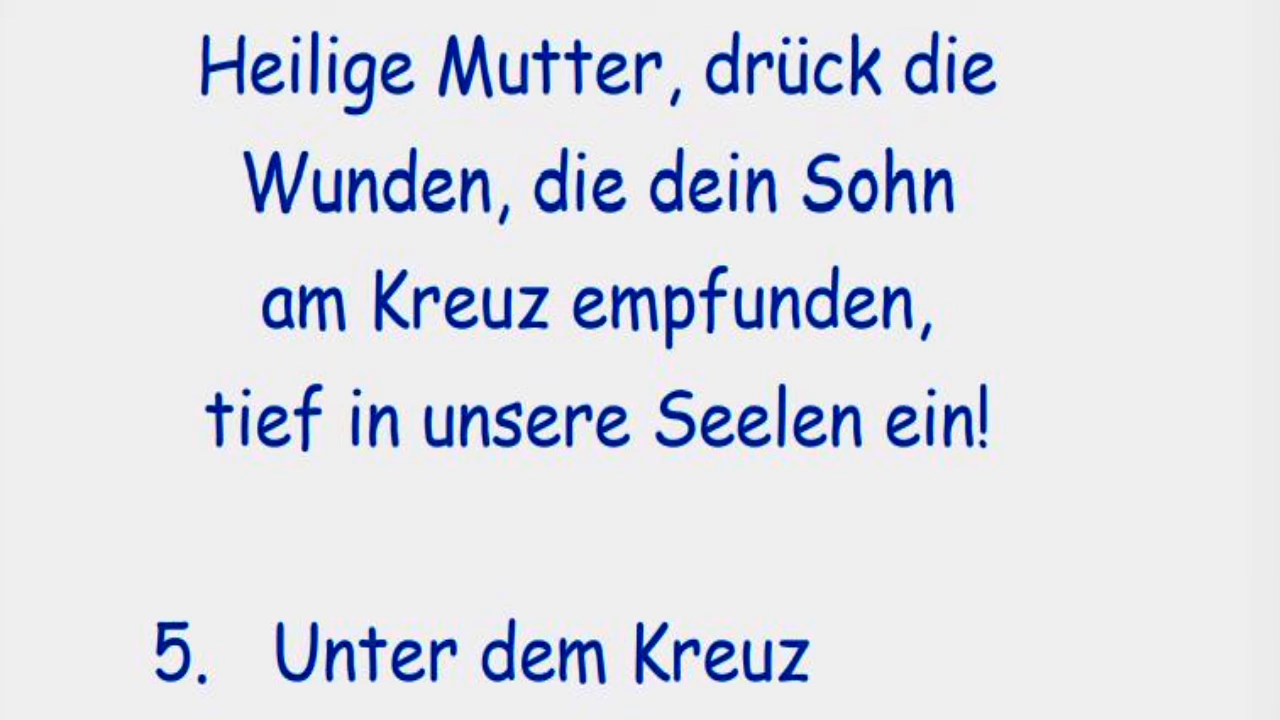 Heilige Mutter, drück die
Wunden, die dein Sohn
am Kreuz empfunden,
tief in unsere Seelen ein!
5. Unter dem Kreuz